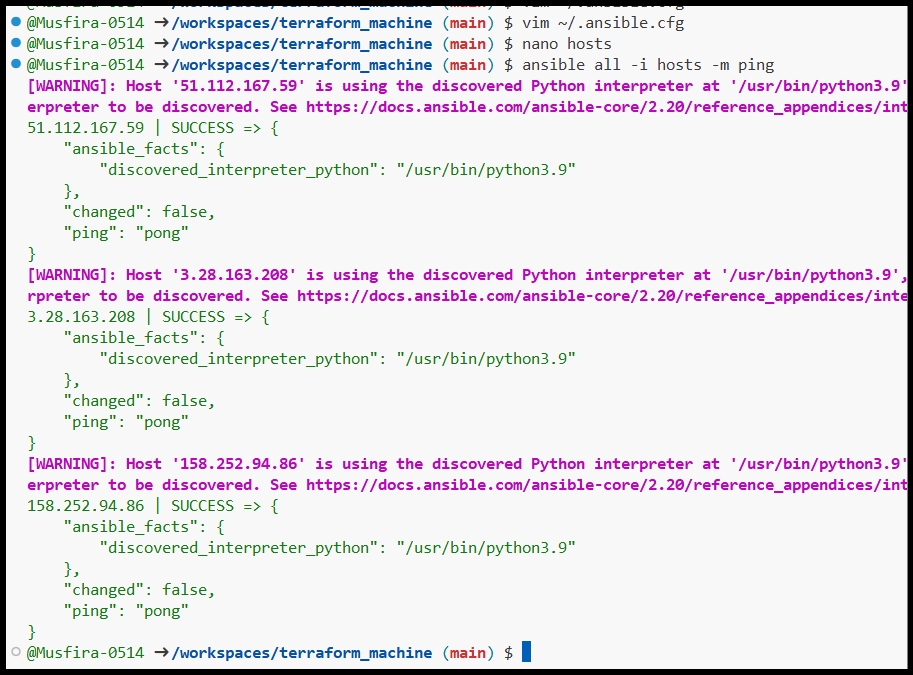 @Musfira-0514 →/workspaces/terraform_machine (main) $ vim ~/.ansible.cfg
@Musfira-0514 →/workspaces/terraform_machine (main) $ vim ~/.ansible.cfg
@Musfira-0514 →/workspaces/terraform_machine (main) $ nano hosts
@Musfira-0514 →/workspaces/terraform_machine (main) $ ansible all -i hosts -m ping
[WARNING]: Host '51.112.167.59' is using the discovered Python interpreter at '/usr/bin/python3.9'
erpreter to be discovered. See https://docs.ansible.com/ansible-core/2.20/reference_appendices/int
51.112.167.59 | SUCCESS => {
    "ansible_facts": {
        "discovered_interpreter_python": "/usr/bin/python3.9"
    },
    "changed": false,
    "ping": "pong"
}
[WARNING]: Host '3.28.163.208' is using the discovered Python interpreter at '/usr/bin/python3.9',
rpreter to be discovered. See https://docs.ansible.com/ansible-core/2.20/reference_appendices/inte
3.28.163.208 | SUCCESS => {
    "ansible_facts": {
        "discovered_interpreter_python": "/usr/bin/python3.9"
    },
    "changed": false,
    "ping": "pong"
}
[WARNING]: Host '158.252.94.86' is using the discovered Python interpreter at '/usr/bin/python3.9'
erpreter to be discovered. See https://docs.ansible.com/ansible-core/2.20/reference_appendices/int
158.252.94.86 | SUCCESS => {
    "ansible_facts": {
        "discovered_interpreter_python": "/usr/bin/python3.9"
    },
    "changed": false,
    "ping": "pong"
}
@Musfira-0514 →/workspaces/terraform_machine (main) $